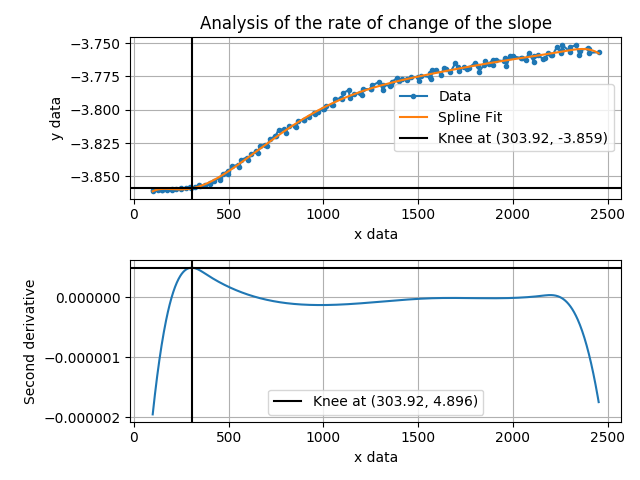 Analysis of the rate of change of the slope
−3.750
−3.775
−3.800
−3.825
−3.850
y data
Data
Spline Fit
Knee at (303.92, -3.859)
0 500 1000 1500 2000 2500
x data
0.000000
−0.000001
−0.000002
Second derivative
Knee at (303.92, 4.896)
0 500 1000 1500 2000 2500
x data